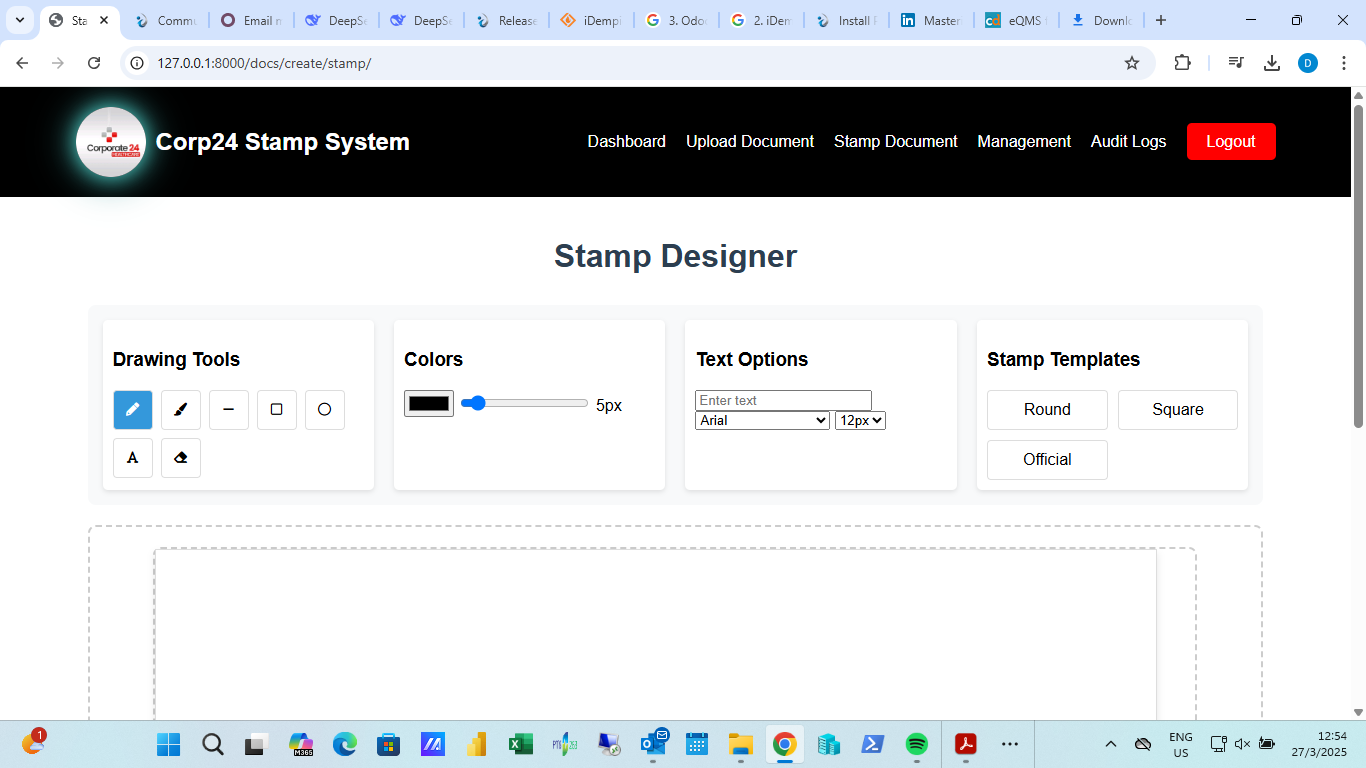 Sta
Commu
Email n
DeepSe
DeepSe
Release
iDempi
3. Odo
2. iDem
Install F
Master
cd
eQMS
Downlo
127.0.0.1:8000/docs/create/stamp/
D
Corporate 24
HEALTHCARE
Corp24 Stamp System
Dashboard
Upload Document
Stamp Document
Management
Audit Logs
Logout
Stamp Designer
Drawing Tools
A
Colors
5px
Text Options
Enter text
Arial
12px
Stamp Templates
Round
Square
Official
1
M365
ENG
US
12:54
27/3/2025